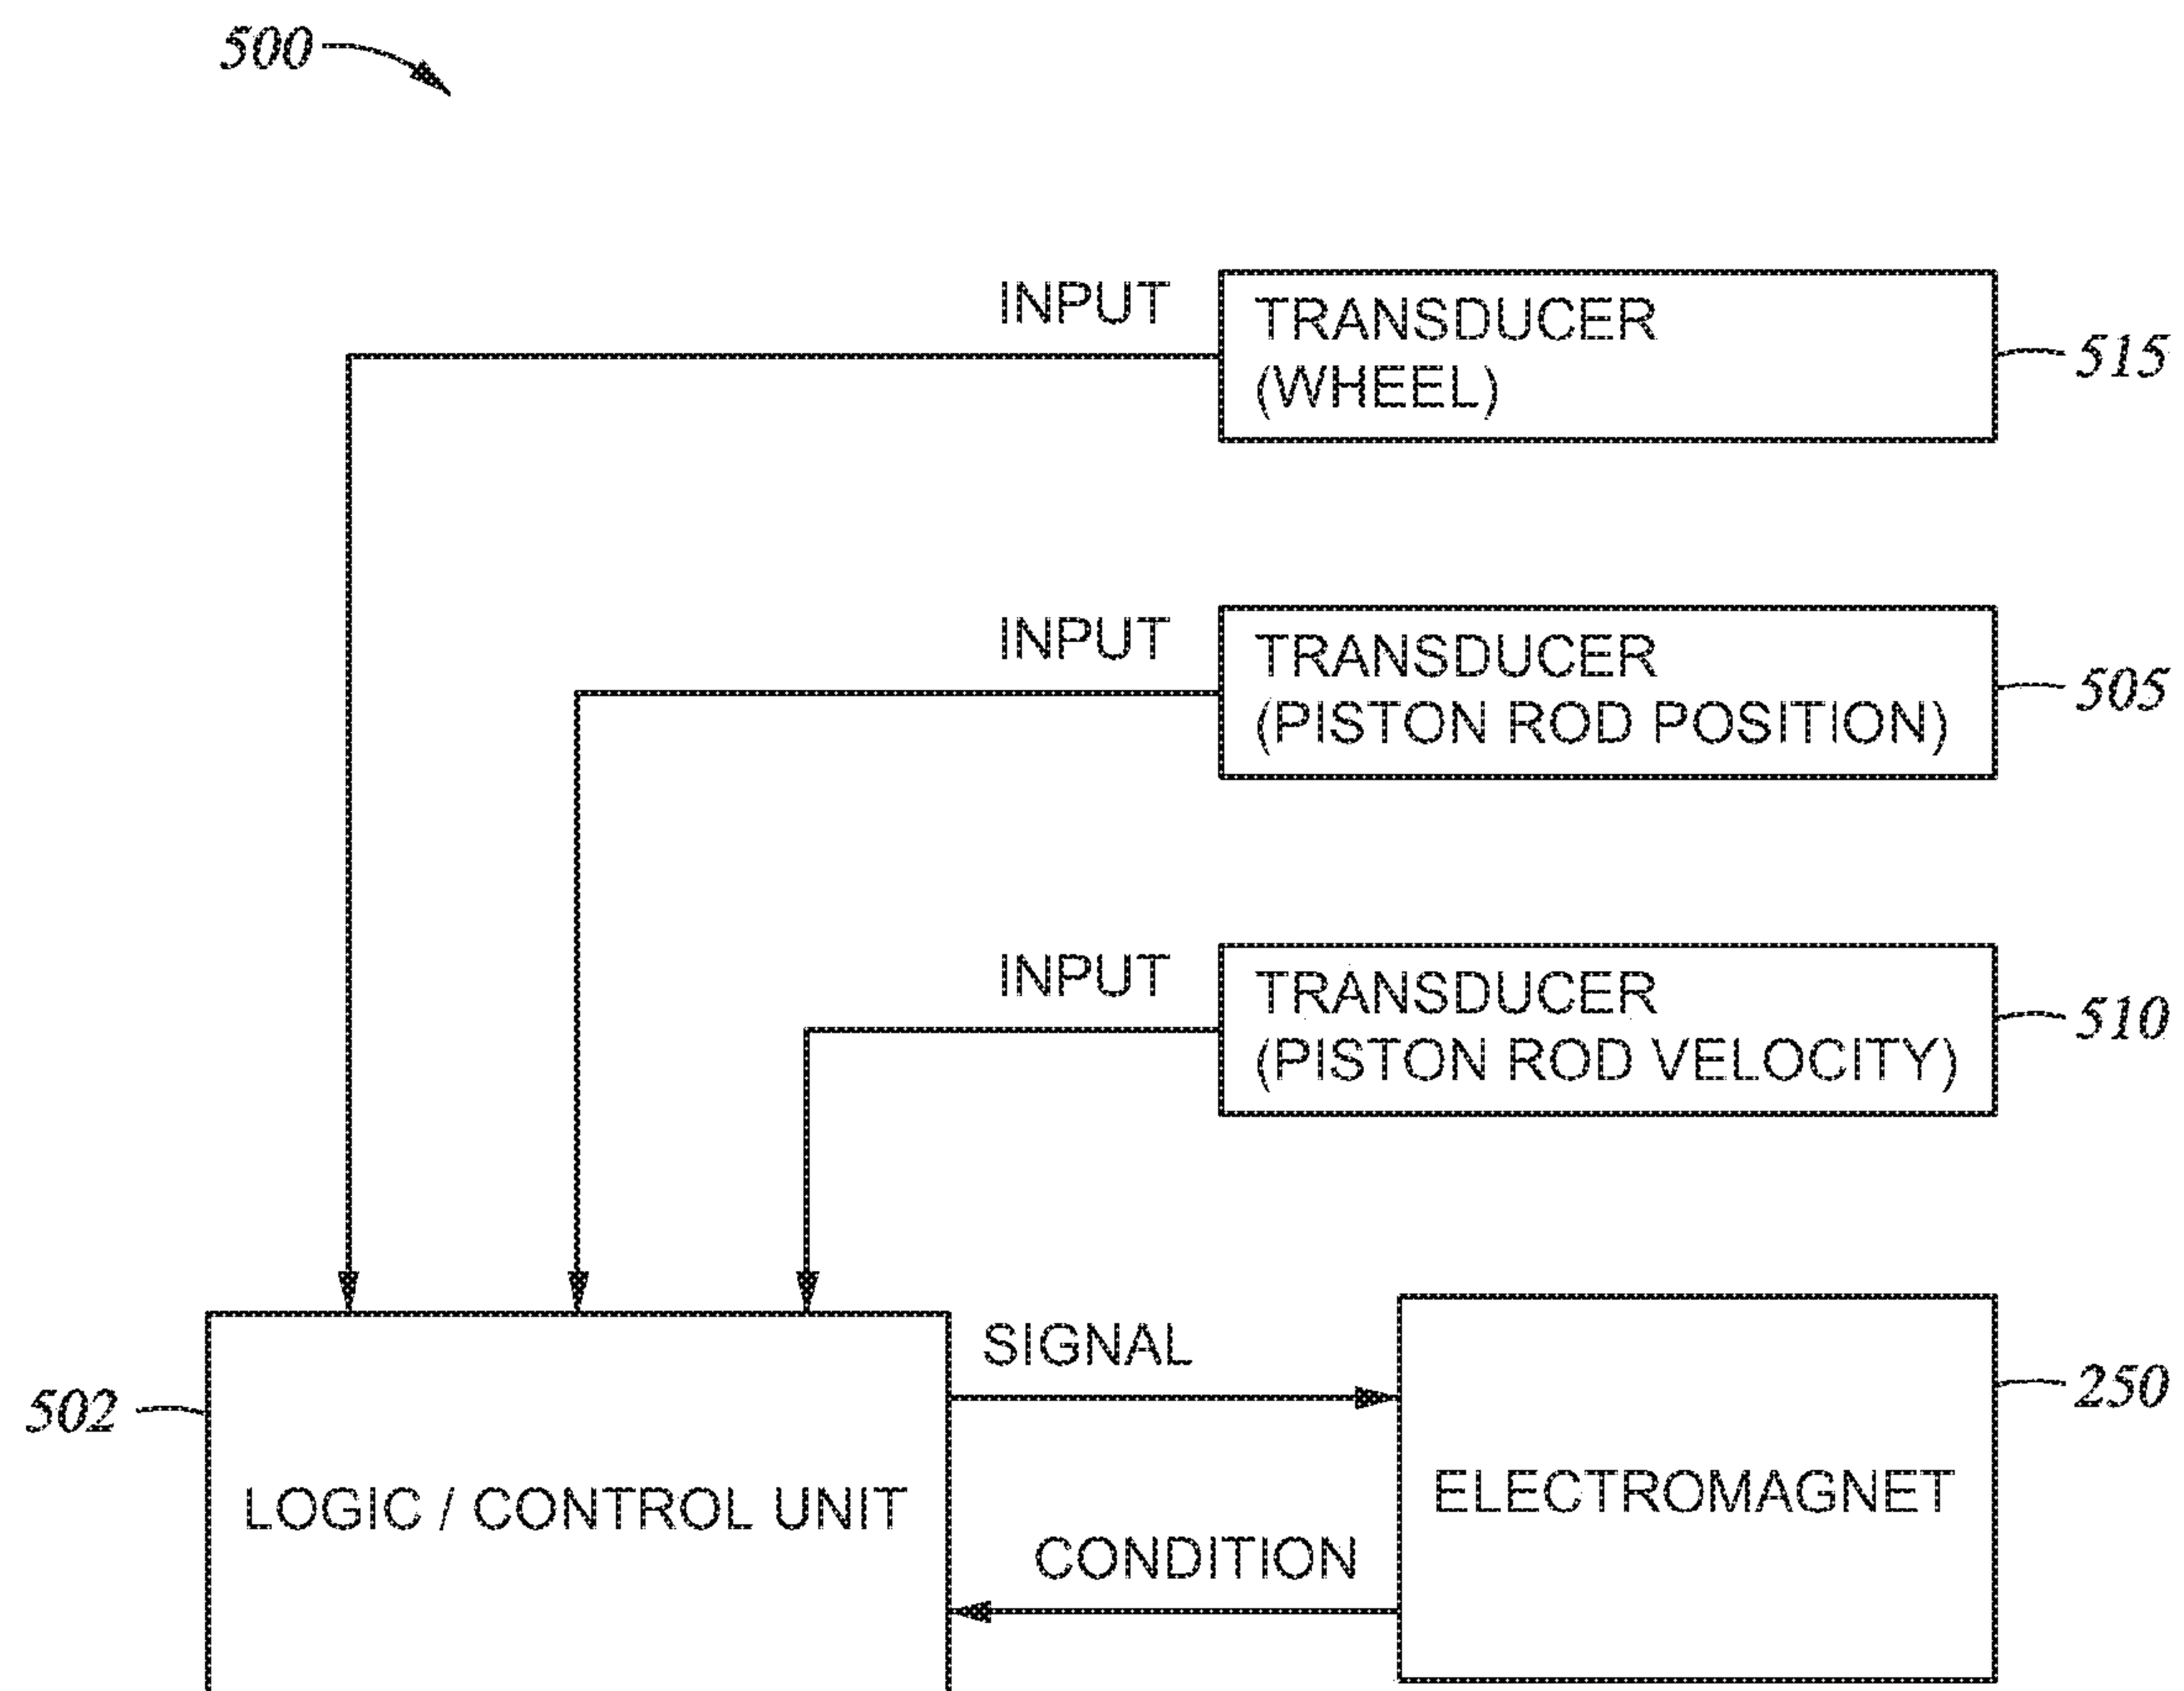 500
INPUT
TRANSDUCER
(WHEEL)
515
INPUT
TRANSDUCER
(PISTON ROD POSITION)
505
INPUT
TRANSDUCER
(PISTON ROD VELOCITY)
510
SIGNAL
250
502
LOGIC / CONTROL UNIT
ELECTROMAGNET
CONDITION